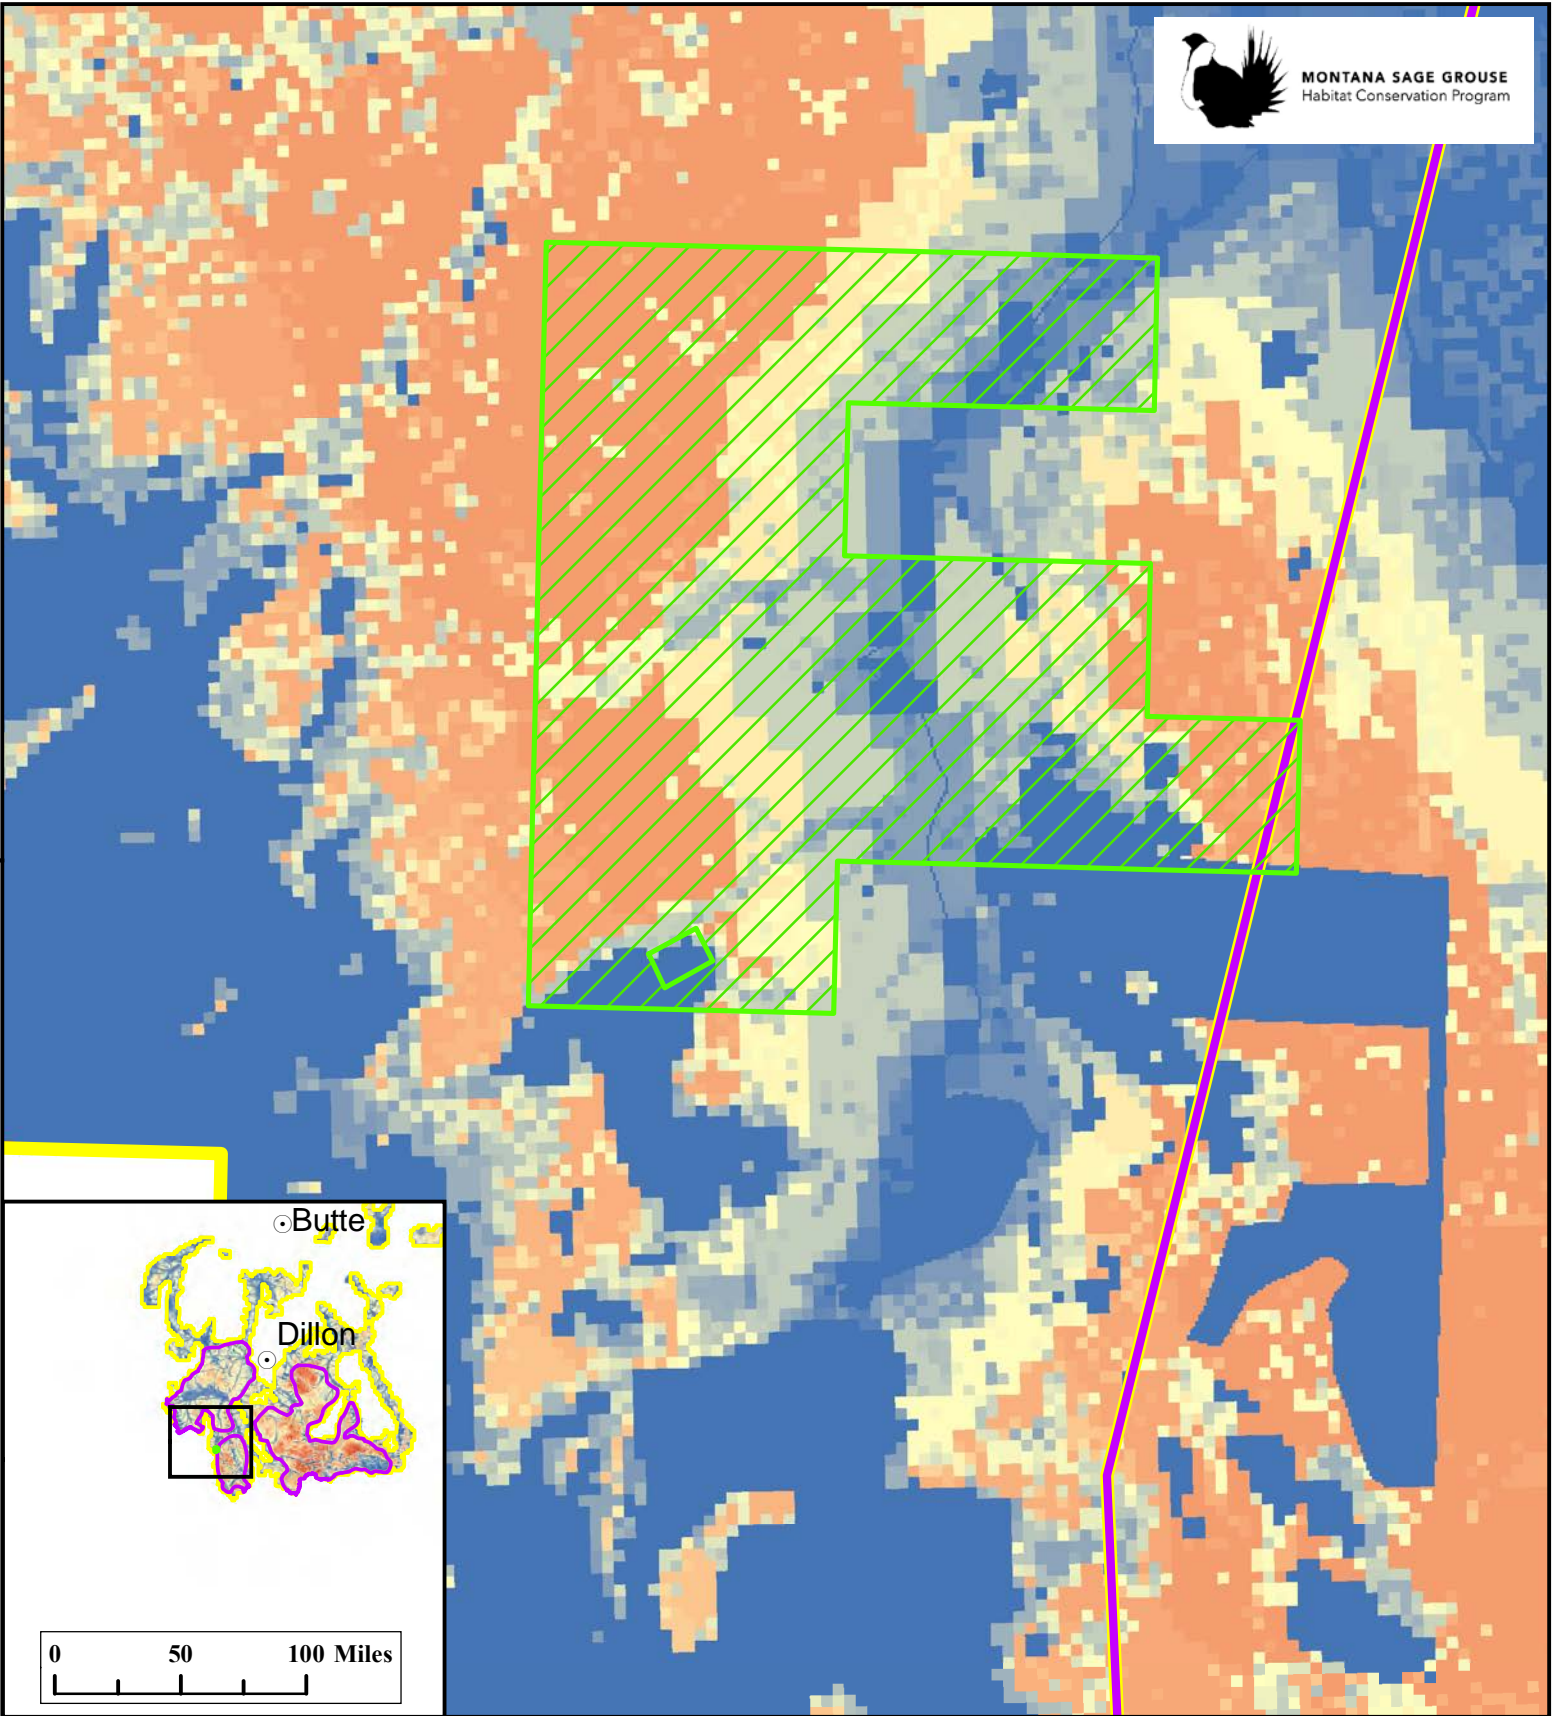 MONTANA SAGE GROUSE
Habitat Conservation Program
Butte
Dillon
0 50 100 Miles